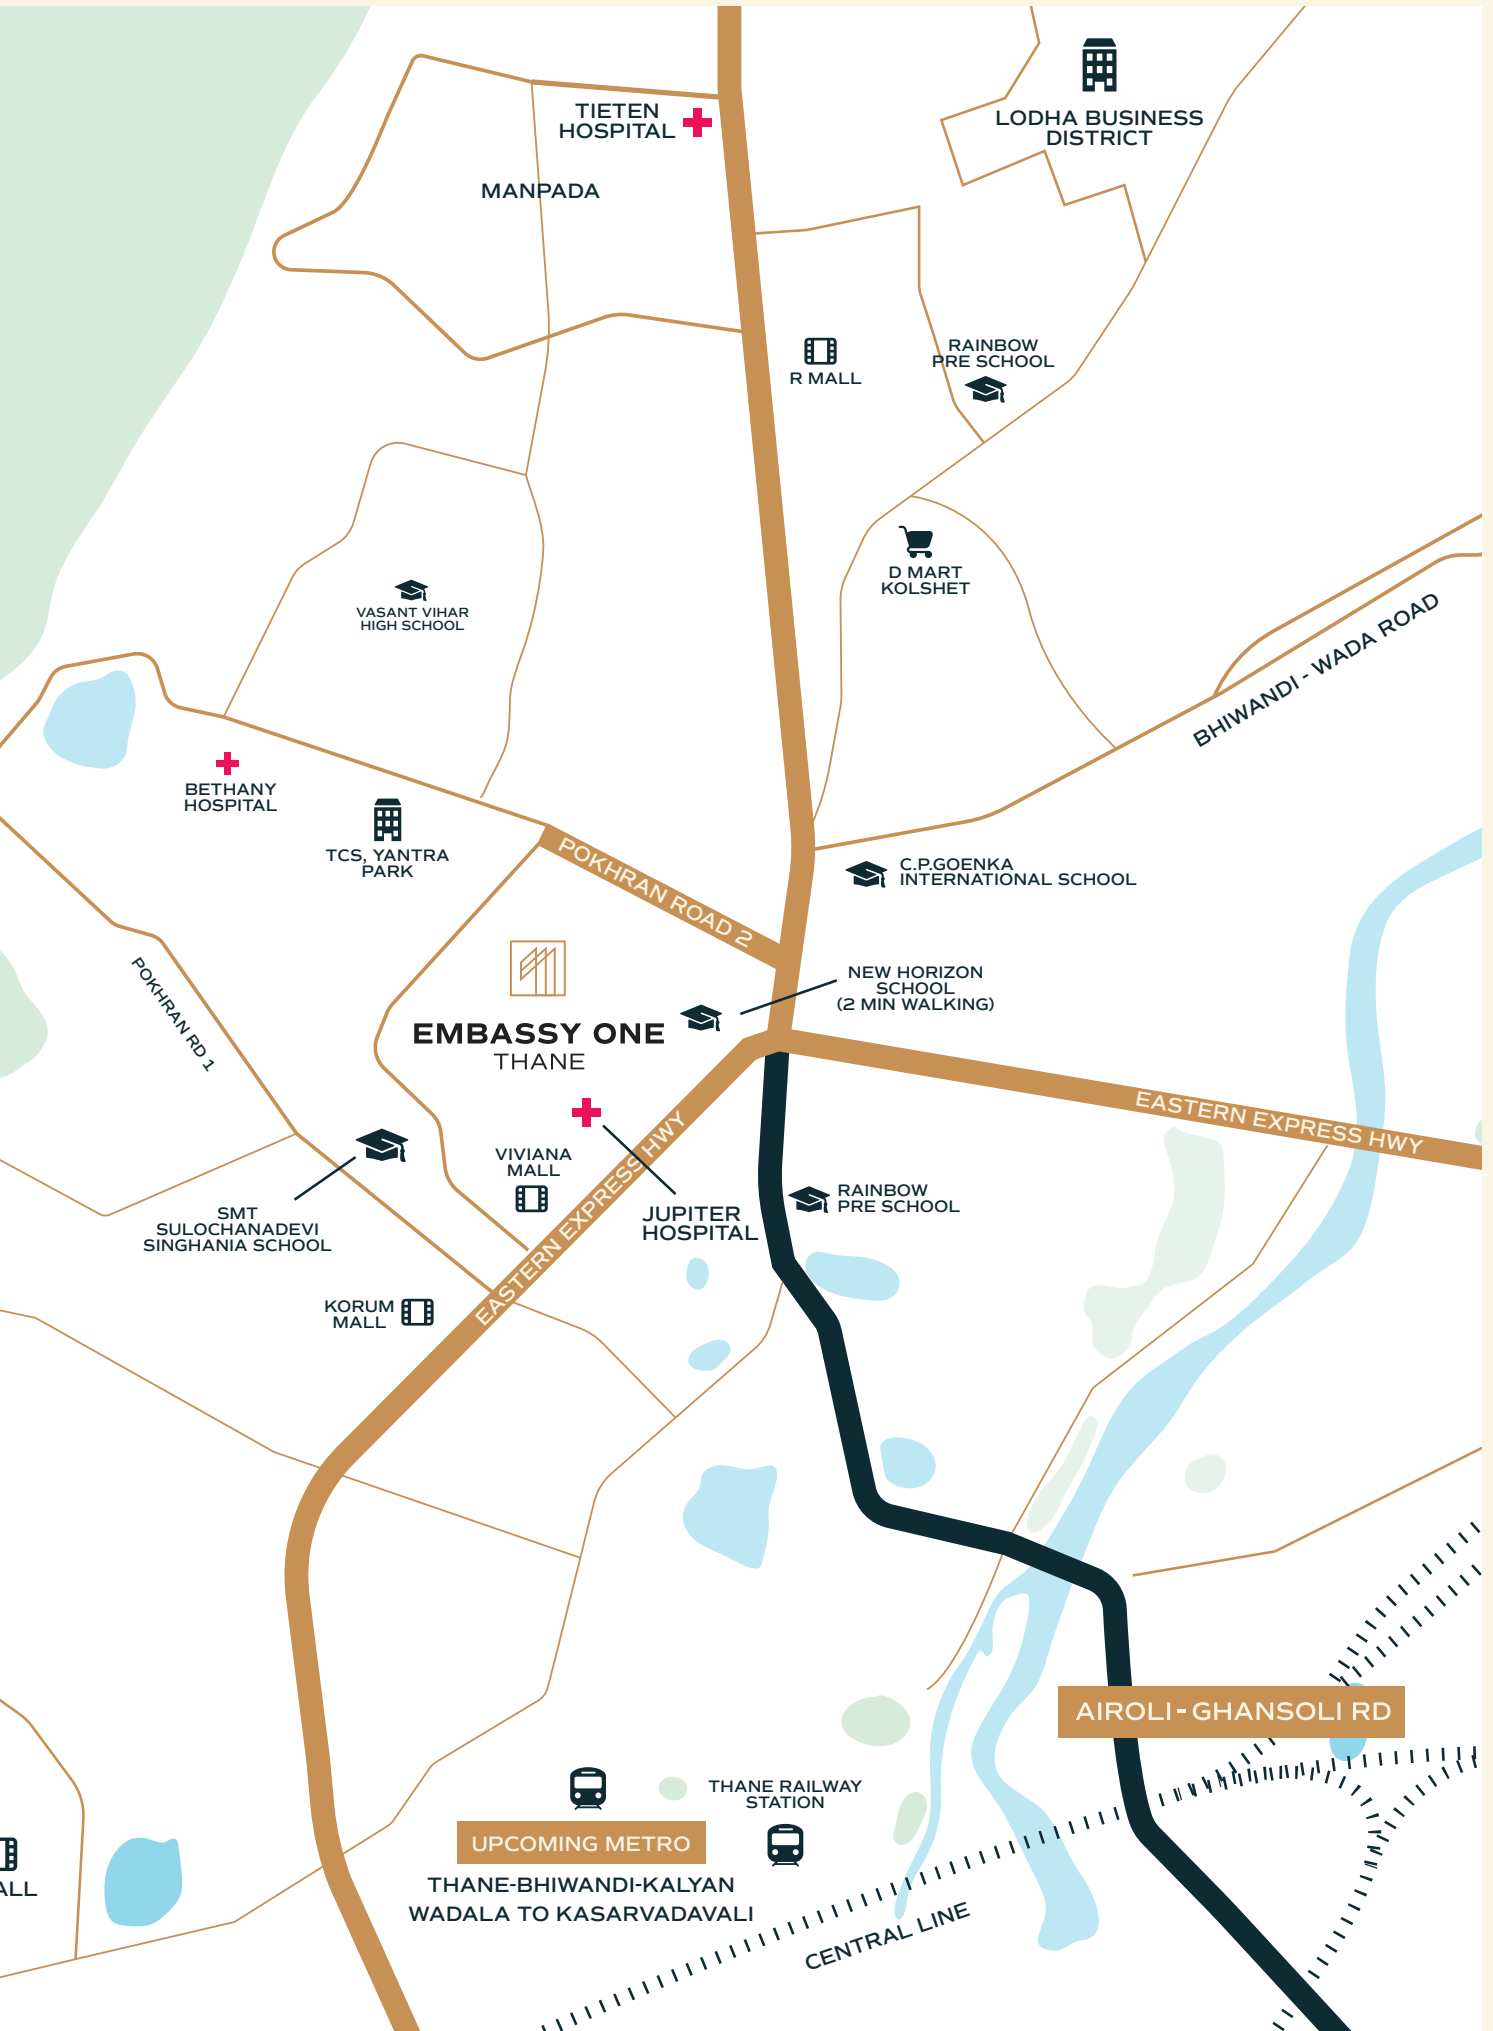 LODHA BUSINESS
DISTRICT
TIETEN
HOSPITAL
MANPADA
RAINBOW
PRE SCHOOL
R MALL
D MART
KOLSHET
VASANT VIHAR
HIGH SCHOOL
BHIWANDI - WADA ROAD
BETHANY
HOSPITAL
TCS, YANTRA
PARK
POKHRAN ROAD 2
C.P.GOENKA
INTERNATIONAL SCHOOL
POKHRAN RD 1
NEW HORIZON
SCHOOL
(2 MIN WALKING)
EMBASSY ONE
THANE
EASTERN EXPRESS HWY
EASTERN EXPRESS HWY
VIVIANA
MALL
JUPITER
HOSPITAL
RAINBOW
PRE SCHOOL
SMT
SULOCHANADEVI
SINGHANIA SCHOOL
KORUM
MALL
AIROLI-GHANSOLI RD
THANE RAILWAY
STATION
UPCOMING METRO
THANE-BHIWANDI-KALYAN
WADALA TO KASARVADAVALI
CENTRAL LINE